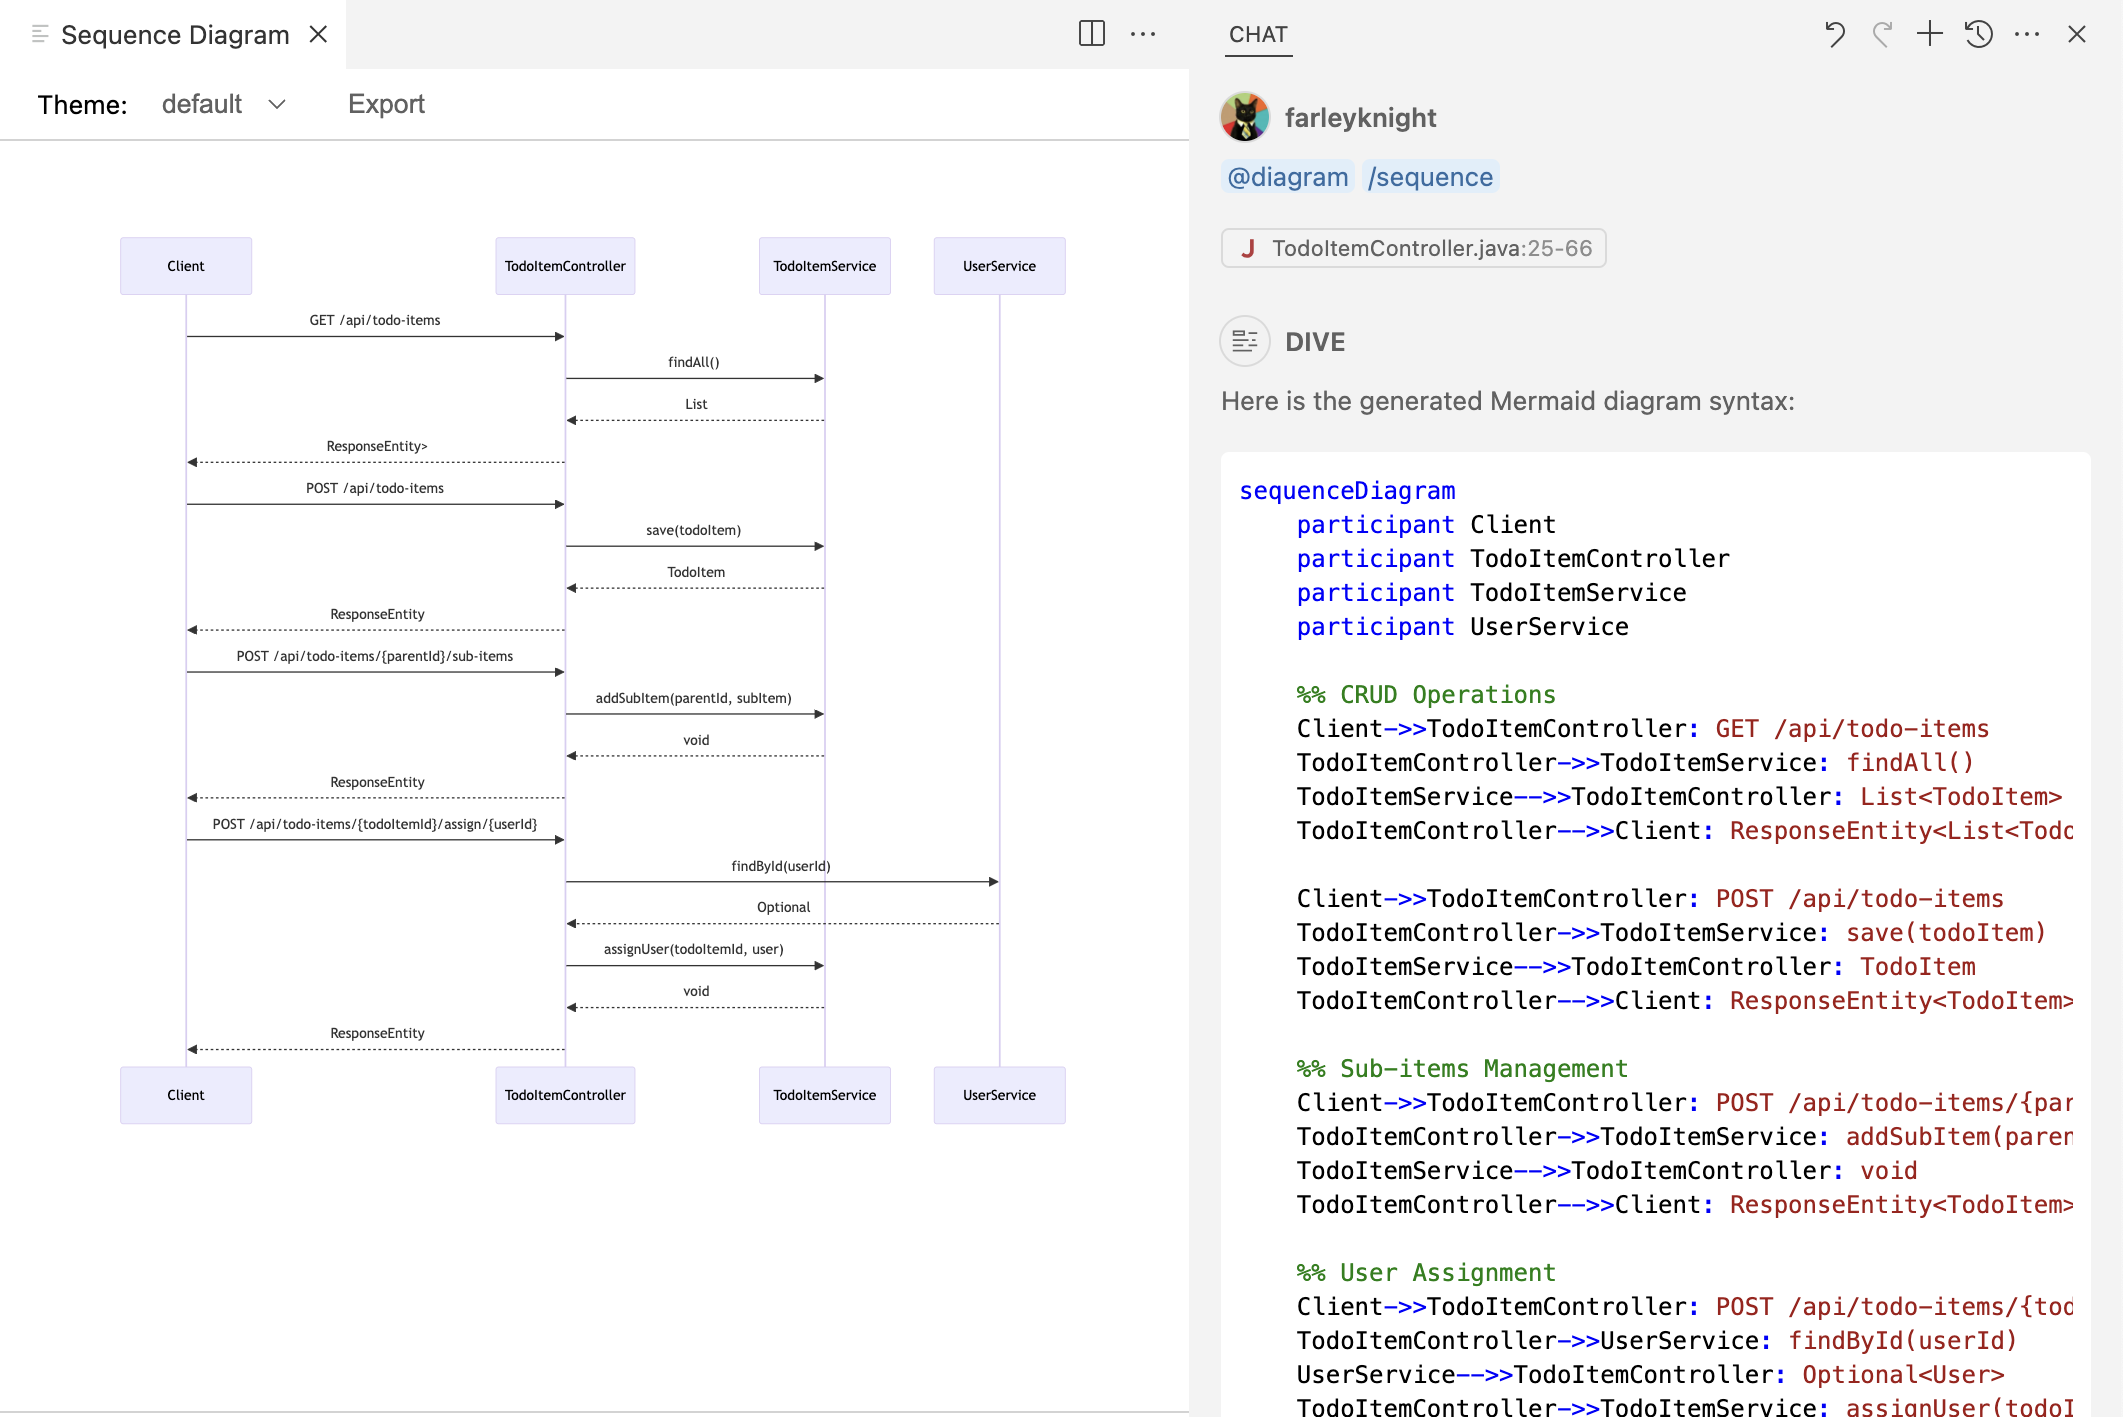 Sequence Diagram
Theme: default Export
Client TodoItemController TodoItemService UserService
GET /api/todo-items
findAll()
List
ResponseEntity>
POST /api/todo-items
save(todoItem)
TodoItem
ResponseEntity
POST /api/todo-items/{parentId}/sub-items
addSubItem(parentId, subItem)
void
ResponseEntity
POST /api/todo-items/{todoItemId}/assign/{userId}
findById(userId)
Optional
assignUser(todoItemId, user)
void
ResponseEntity
Client TodoItemController TodoItemService UserService
CHAT
farleyknight
@diagram /sequence
J TodoItemController.java:25-66
DIVE
Here is the generated Mermaid diagram syntax:
sequenceDiagram
participant Client
participant TodoItemController
participant TodoItemService
participant UserService
%% CRUD Operations
Client->>TodoItemController: GET /api/todo-items
TodoItemController->>TodoItemService: findAll()
TodoItemService-->>TodoItemController: List<TodoItem>
TodoItemController-->>Client: ResponseEntity<List<Todo
Client->>TodoItemController: POST /api/todo-items
TodoItemController->>TodoItemService: save(todoItem)
TodoItemService-->>TodoItemController: TodoItem
TodoItemController-->>Client: ResponseEntity<TodoItem>
%% Sub-items Management
Client->>TodoItemController: POST /api/todo-items/{par
TodoItemController->>TodoItemService: addSubItem(paren
TodoItemService-->>TodoItemController: void
TodoItemController-->>Client: ResponseEntity<TodoItem>
%% User Assignment
Client->>TodoItemController: POST /api/todo-items/{tod
TodoItemController->>UserService: findById(userId)
UserService-->>TodoItemController: Optional<User>
TodoItemController->>TodoItemService: assignUser(todoI